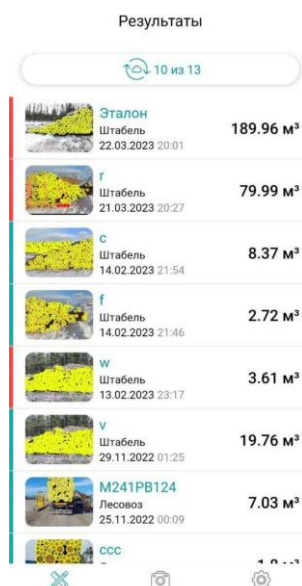 Результаты
10 из 13
Эталон
Штабель
189.96 м³
22.03.2023 20:01
r
Штабель
79.99 м³
21.03.2023 20:27
c
Штабель
8.37 м³
14.02.2023 21:54
f
Штабель
2.72 м³
14.02.2023 21:46
w
Штабель
3.61 м³
13.02.2023 23:17
v
Штабель
19.76 м³
29.11.2022 01:25
М241РВ124
Лесовоз
7.03 м³
25.11.2022 00:09
ccc